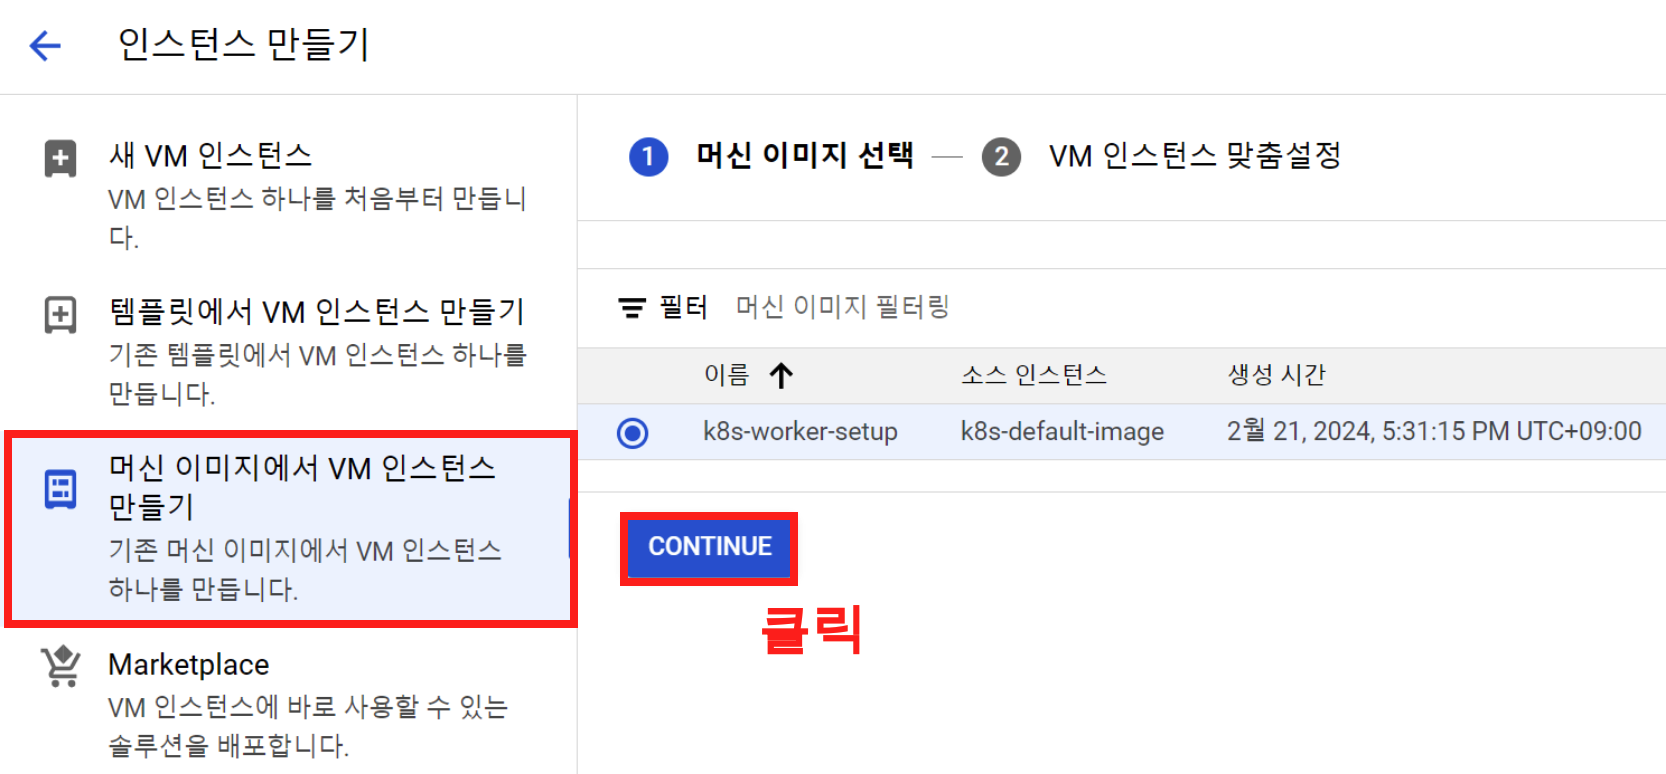 인스턴스 만들기
새 VM 인스턴스
VM 인스턴스 하나를 처음부터 만듭니
다.
템플릿에서 VM 인스턴스 만들기
기존 템플릿에서 VM 인스턴스 하나를
만듭니다.
머신 이미지에서 VM 인스턴스
만들기
기존 머신 이미지에서 VM 인스턴스
하나를 만듭니다.
Marketplace
VM 인스턴스에 바로 사용할 수 있는
솔루션을 배포합니다.
1 머신 이미지 선택 — 2 VM 인스턴스 맞춤설정
필터 머신 이미지 필터링
이름 ↑ 소스 인스턴스 생성 시간
k8s-worker-setup k8s-default-image 2월 21, 2024, 5:31:15 PM UTC+09:00
CONTINUE
클릭